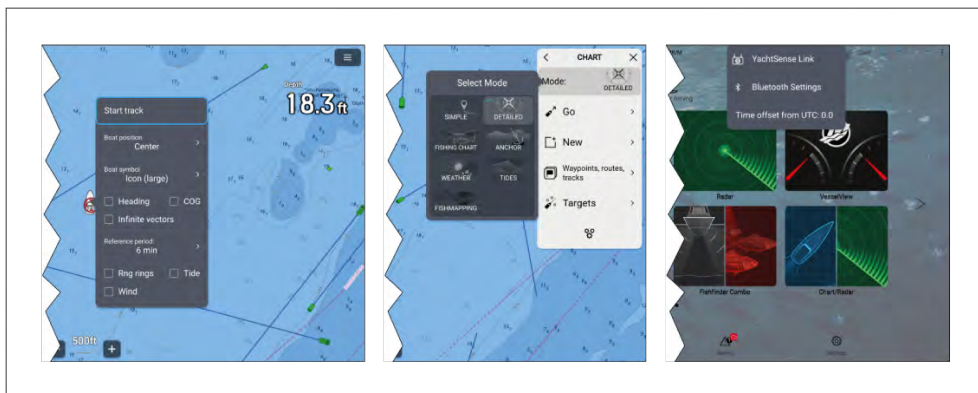 Depth
18.3 ft
Start track
Boat position
Center
Boat symbol
Icon (large)
Heading
COG
Infinite vectors
Reference period:
6 min
Rng rings
Tide
Wind
500ft
CHART
Select Mode
Mode:
DETAILED
SIMPLE
DETAILED
Go
FISHING CHART
ANCHOR
New
WEATHER
TIDES
Waypoints, routes,
tracks
FISHMAPPING
Targets
YachtSense Link
Bluetooth Settings
Time offset from UTC: 0.0
Radar
VesselView
Fishfinder Combo
Chart/Radar
Settings